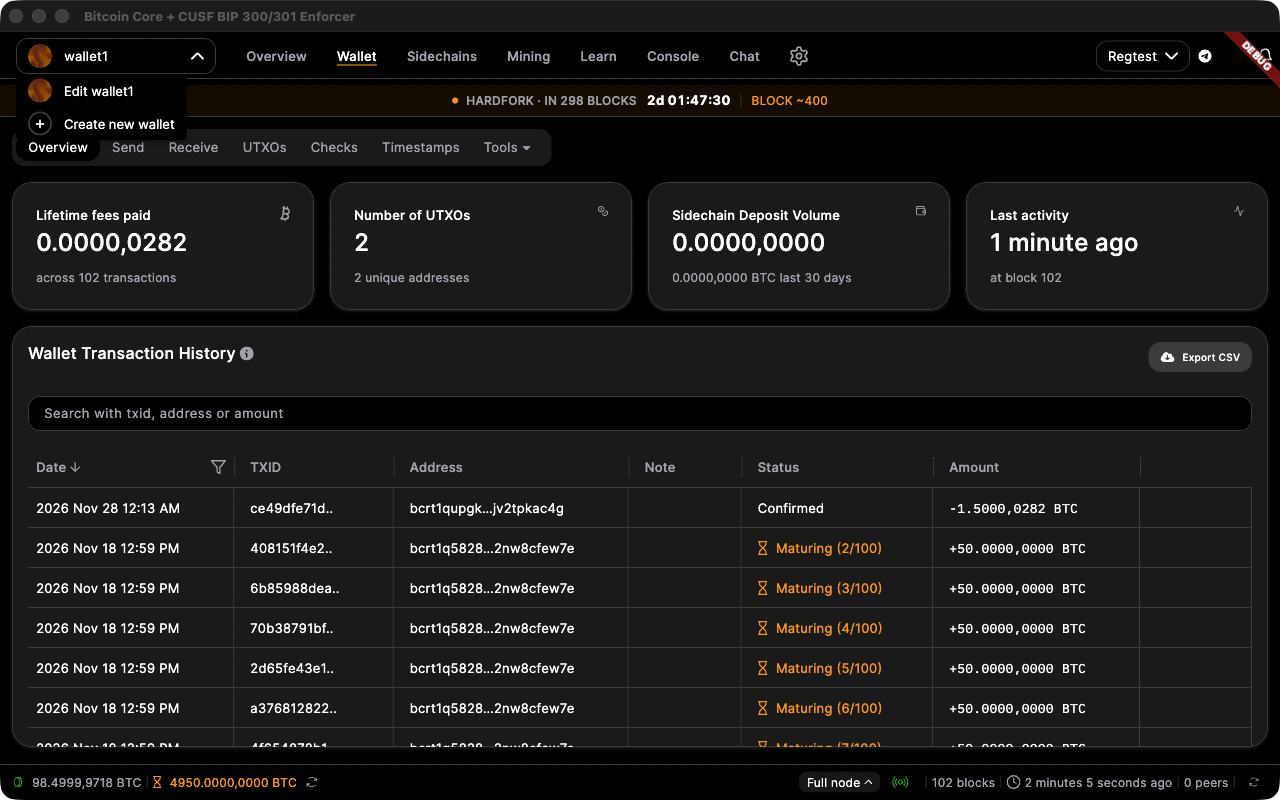 Bitcoin Core + CUSF BIP 300/301 Enforcer
wallet1 Overview Wallet Sidechains Mining Learn Console Chat Regtest DEBUG
Edit wallet1
HARDFORK · IN 298 BLOCKS 2d 01:47:30 BLOCK ~400
Create new wallet
Overview Send Receive UTXOs Checks Timestamps Tools
Lifetime fees paid
0.0000,0282
across 102 transactions
Number of UTXOs
2
2 unique addresses
Sidechain Deposit Volume
0.0000,0000
0.0000,0000 BTC last 30 days
Last activity
1 minute ago
at block 102
Wallet Transaction History
Export CSV
Search with txid, address or amount
Date TXID Address Note Status Amount
2026 Nov 28 12:13 AM ce49dfe71d.. bcrt1qupgk...jv2tpkac4g Confirmed -1.5000,0282 BTC
2026 Nov 18 12:59 PM 408151f4e2.. bcrt1q5828...2nw8cfew7e Maturing (2/100) +50.0000,0000 BTC
2026 Nov 18 12:59 PM 6b85988dea.. bcrt1q5828...2nw8cfew7e Maturing (3/100) +50.0000,0000 BTC
2026 Nov 18 12:59 PM 70b38791bf.. bcrt1q5828...2nw8cfew7e Maturing (4/100) +50.0000,0000 BTC
2026 Nov 18 12:59 PM 2d65fe43e1.. bcrt1q5828...2nw8cfew7e Maturing (5/100) +50.0000,0000 BTC
2026 Nov 18 12:59 PM a376812822.. bcrt1q5828...2nw8cfew7e Maturing (6/100) +50.0000,0000 BTC
98.4999,9718 BTC 4950.0000,0000 BTC Full node 102 blocks 2 minutes 5 seconds ago 0 peers